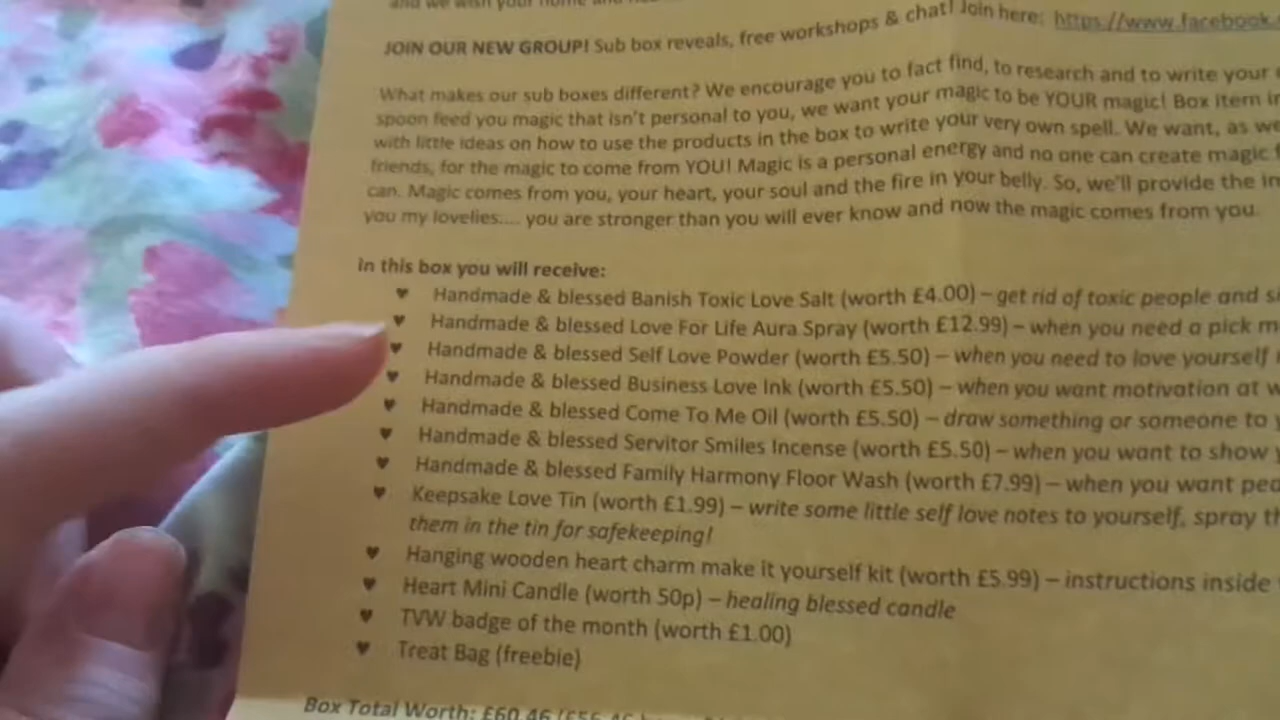 and we wish your home and
JOIN OUR NEW GROUP! Sub box reveals, free workshops & chat! Join here: https://www.facebook.
What makes our sub boxes different? We encourage you to fact find, to research and to write your
spoon feed you magic that isn't personal to you, we want your magic to be YOUR magic! Box item
with little ideas on how to use the products in the box to write your very own spell. We want, as
friends, for the magic to come from YOU! Magic is a personal energy and no one can create magic
can. Magic comes from you, your heart, your soul and the fire in your belly. So, we'll provide the
you my lovelies.... you are stronger than you will ever know and now the magic comes from you.
In this box you will receive:
♥ Handmade & blessed Banish Toxic Love Salt (worth £4.00) – get rid of toxic people and
♥ Handmade & blessed Love For Life Aura Spray (worth £12.99) – when you need a pick
♥ Handmade & blessed Self Love Powder (worth £5.50) – when you need to love yourself
♥ Handmade & blessed Business Love Ink (worth £5.50) – when you want motivation at
♥ Handmade & blessed Come To Me Oil (worth £5.50) – draw something or someone to
♥ Handmade & blessed Servitor Smiles Incense (worth £5.50) – when you want to show
♥ Handmade & blessed Family Harmony Floor Wash (worth £7.99) – when you want
♥ Keepsake Love Tin (worth £1.99) – write some little self love notes to yourself, spray
them in the tin for safekeeping!
♥ Hanging wooden heart charm make it yourself kit (worth £5.99) – instructions inside
♥ Heart Mini Candle (worth 50p) – healing blessed candle
♥ TVW badge of the month (worth £1.00)
♥ Treat Bag (freebie)
Box Total Worth: £60.46